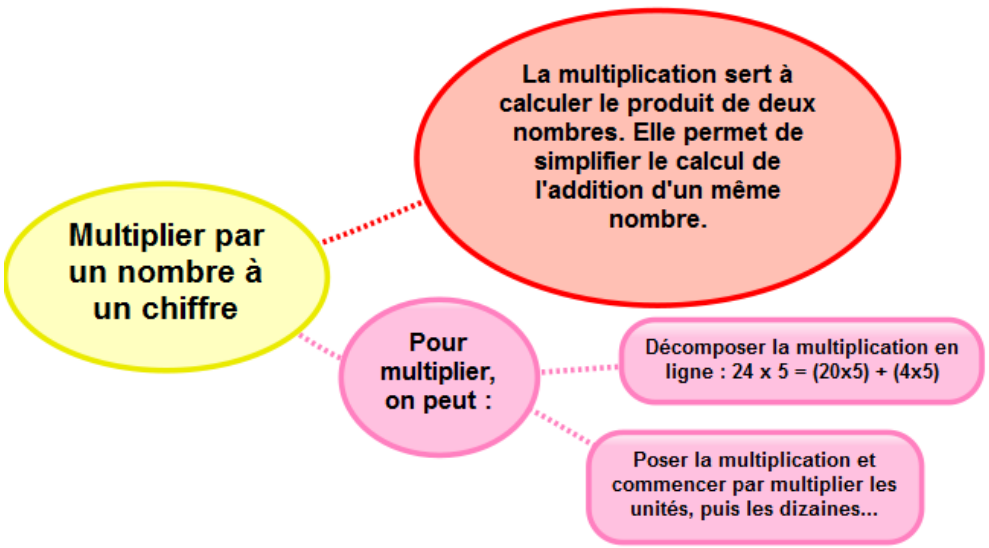 Multiplier par
un nombre à
un chiffre
La multiplication sert à
calculer le produit de deux
nombres. Elle permet de
simplifier le calcul de
l'addition d'un même
nombre.
Pour
multiplier,
on peut :
Décomposer la multiplication en
ligne : 24 x 5 = (20x5) + (4x5)
Poser la multiplication et
commencer par multiplier les
unités, puis les dizaines...